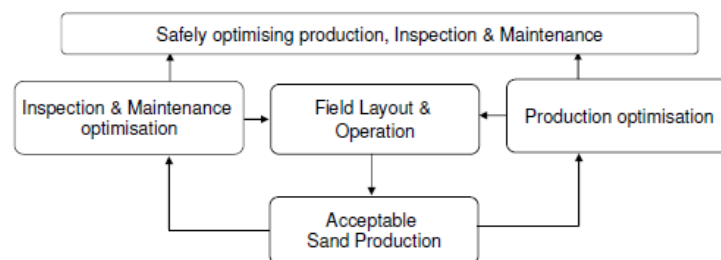 Safely optimising production, Inspection & Maintenance
Inspection & Maintenance
optimisation
Field Layout &
Operation
Production optimisation
Acceptable
Sand Production